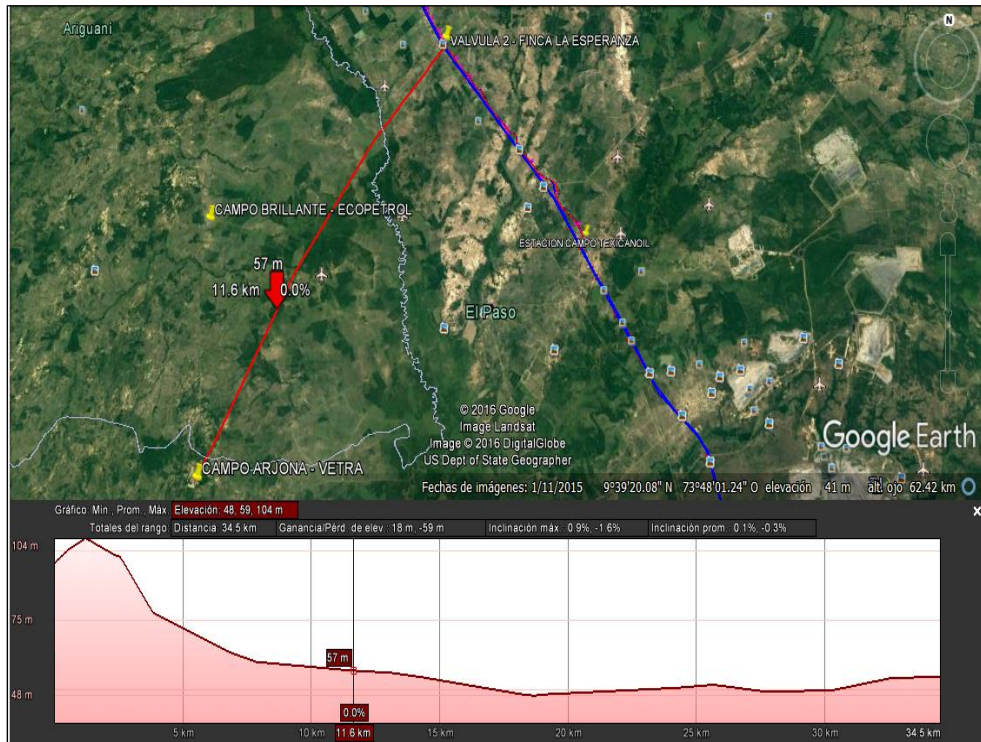 Ariguani
N
VALVULA 2 - FINCA LA ESPERANZA
CAMPO BRILLANTE - ECOPETROL
ESTACION CAMPO TEXICANOIL
57 m
11.6 km 0.0%
El Paso
© 2016 Google
Image Landsat
Image © 2016 DigitalGlobe
US Dept of State Geographer
Google Earth
CAMPO ARJONA - VETRA
Fechas de imágenes: 1/11/2015 9°39'20.08" N 73°48'01.24" O elevación 41 m alt. ojo 62.42 km
Gráfico: Mín., Prom., Máx. Elevación: 48, 59, 104 m
Totales del rango: Distancia: 34.5 km Ganancia/Pérd. de elev.: 18 m, -59 m Inclinación máx.: 0.9%, -1.6% Inclinación prom.: 0.1%, -0.3%
104 m
75 m
57 m
48 m
0.0%
5 km 10 km 11.6 km 15 km 20 km 25 km 30 km 34.5 km